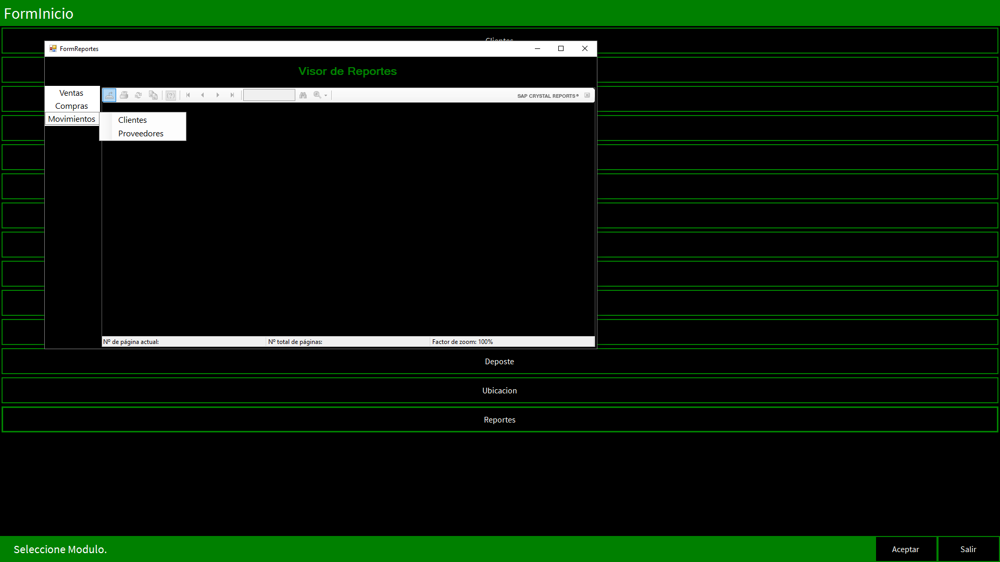 FormInicio
Clientes
FormReportes
Visor de Reportes
Ventas
Compras
Movimientos
Clientes
Proveedores
SAP CRYSTAL REPORTS®
Nº de página actual:
Nº total de páginas:
Factor de zoom: 100%
Deposte
Ubicacion
Reportes
Seleccione Modulo.
Aceptar
Salir